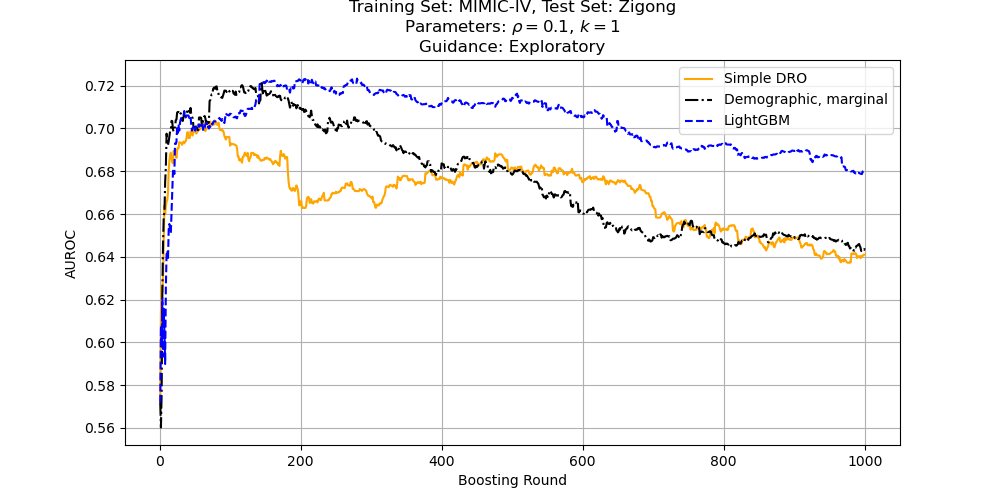 Training Set: MIMIC-IV, Test Set: Zigong
Parameters: ρ = 0.1, k = 1
Guidance: Exploratory
AUROC
0.72
0.70
0.68
0.66
0.64
0.62
0.60
0.58
0.56
Simple DRO
Demographic, marginal
LightGBM
0 200 400 600 800 1000
Boosting Round